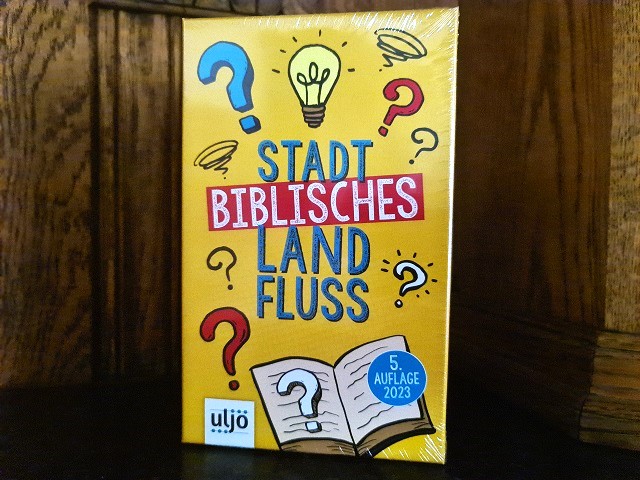 STADT
BIBLISCHES
LAND
FLUSS
5.
AUFLAGE
2023
uljö